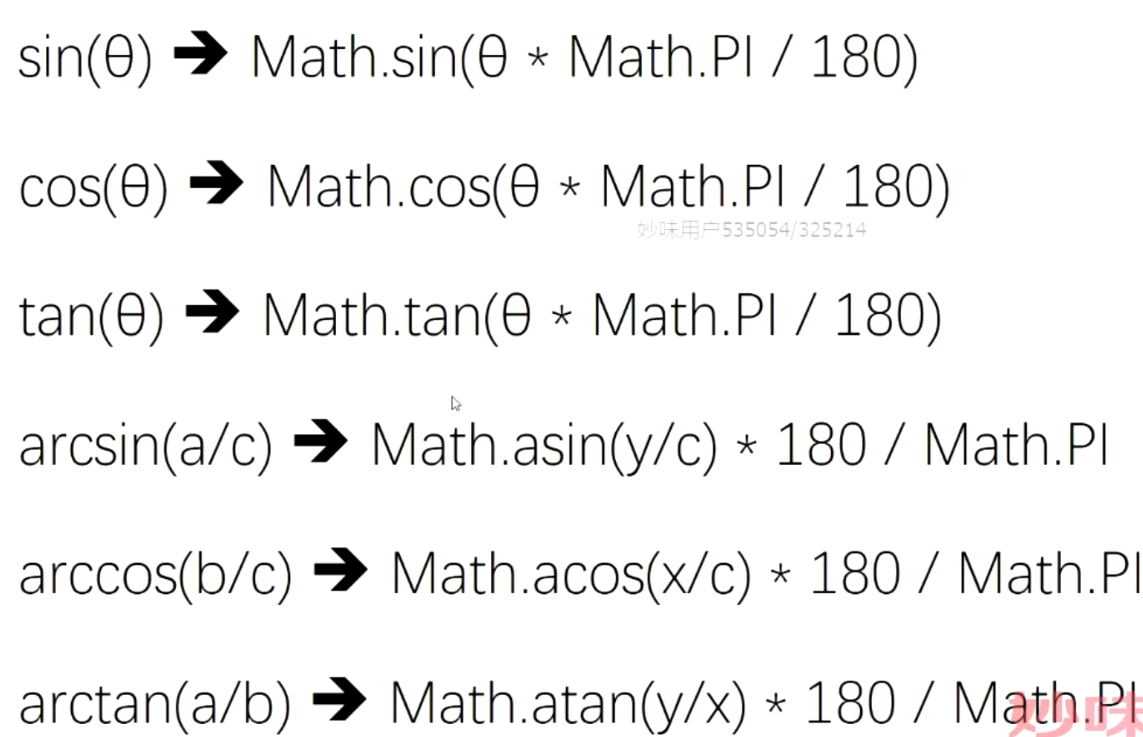 sin(θ) ➔ Math.sin(θ * Math.PI / 180)
cos(θ) ➔ Math.cos(θ * Math.PI / 180)
妙味用户535054/325214
tan(θ) ➔ Math.tan(θ * Math.PI / 180)
arcsin(a/c) ➔ Math.asin(y/c) * 180 / Math.PI
arccos(b/c) ➔ Math.acos(x/c) * 180 / Math.PI
arctan(a/b) ➔ Math.atan(y/x) * 180 / Math.PI
妙味